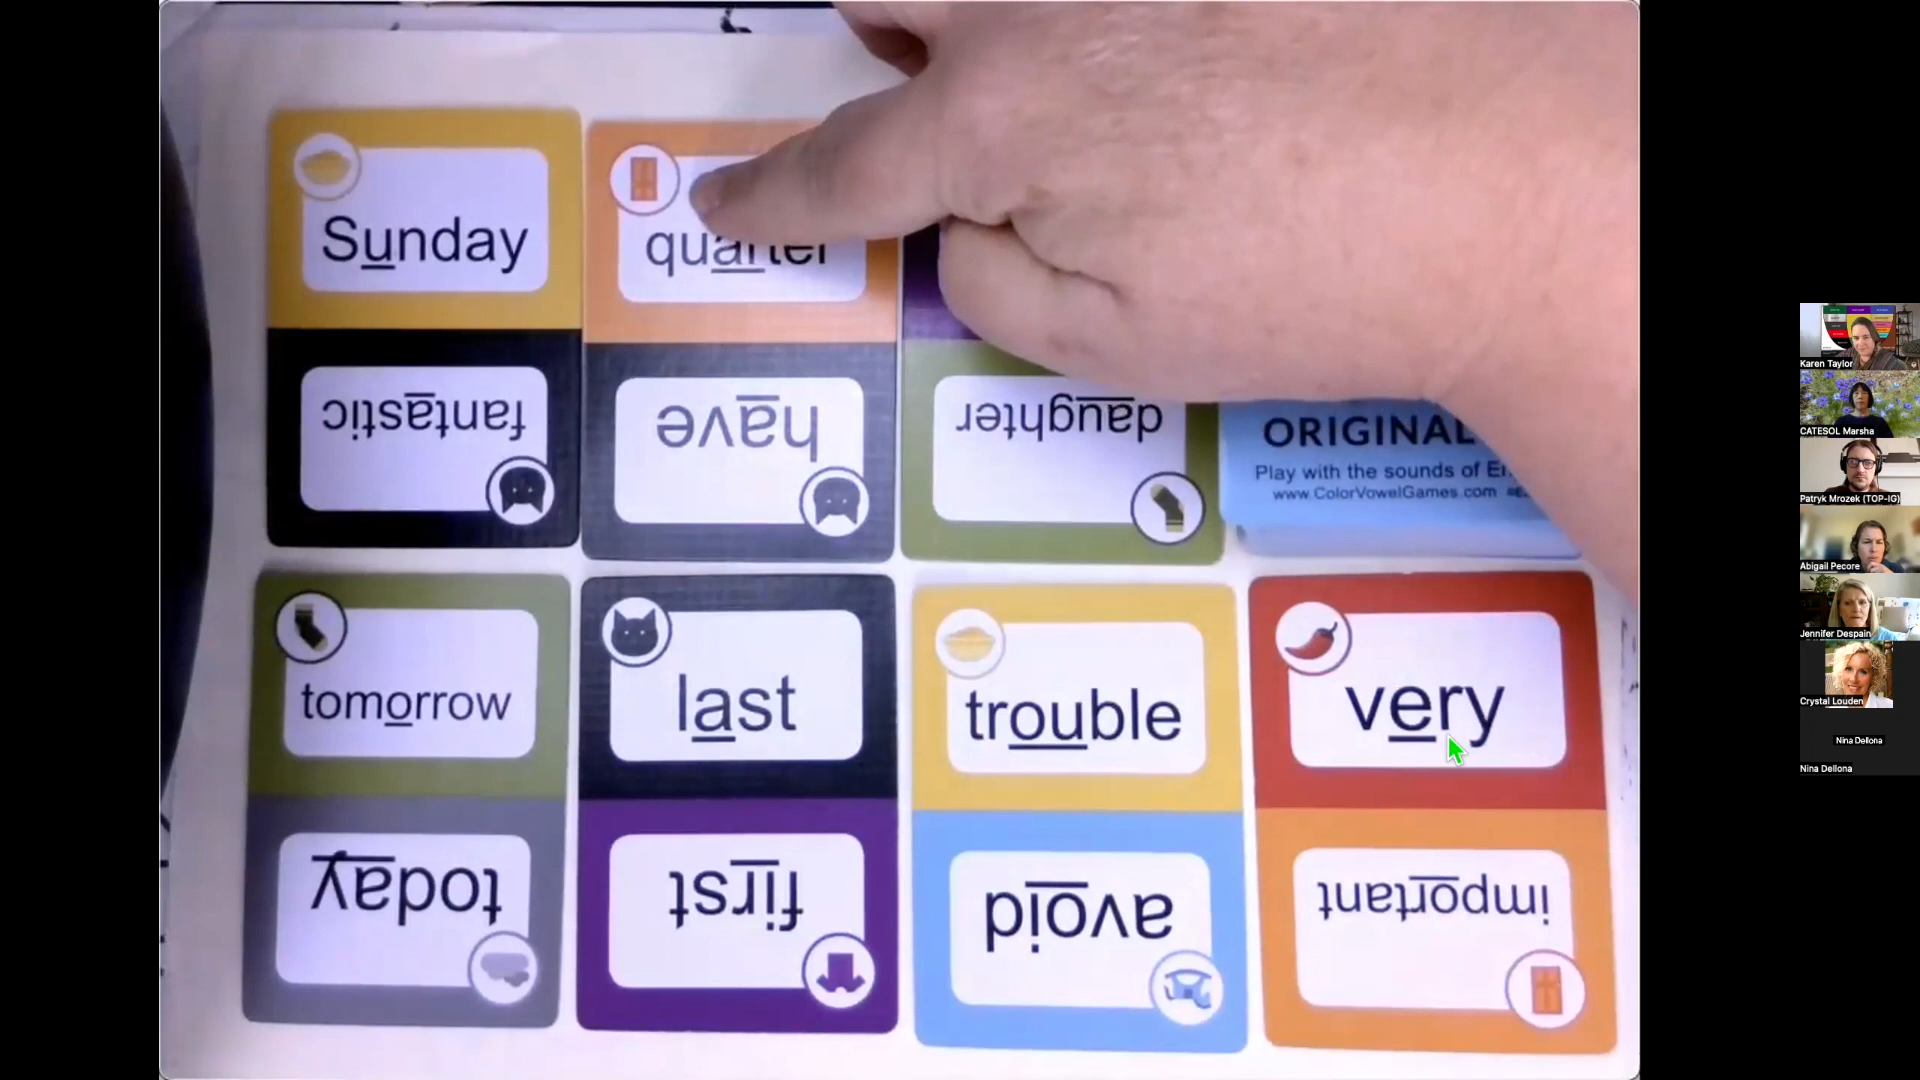 Sunday
quarter
fantastic
have
daughter
ORIGINAL
Play with the sounds of
www.ColorVowelGames.com
tomorrow
last
trouble
very
today
first
avoid
important
Karen Taylor
CATESOL Marsha
Patryk Mrozek (TOP-IG)
Abigail Pecore
Jennifer Despain
Crystal Louden
Nina Dellona
Nina Dellona